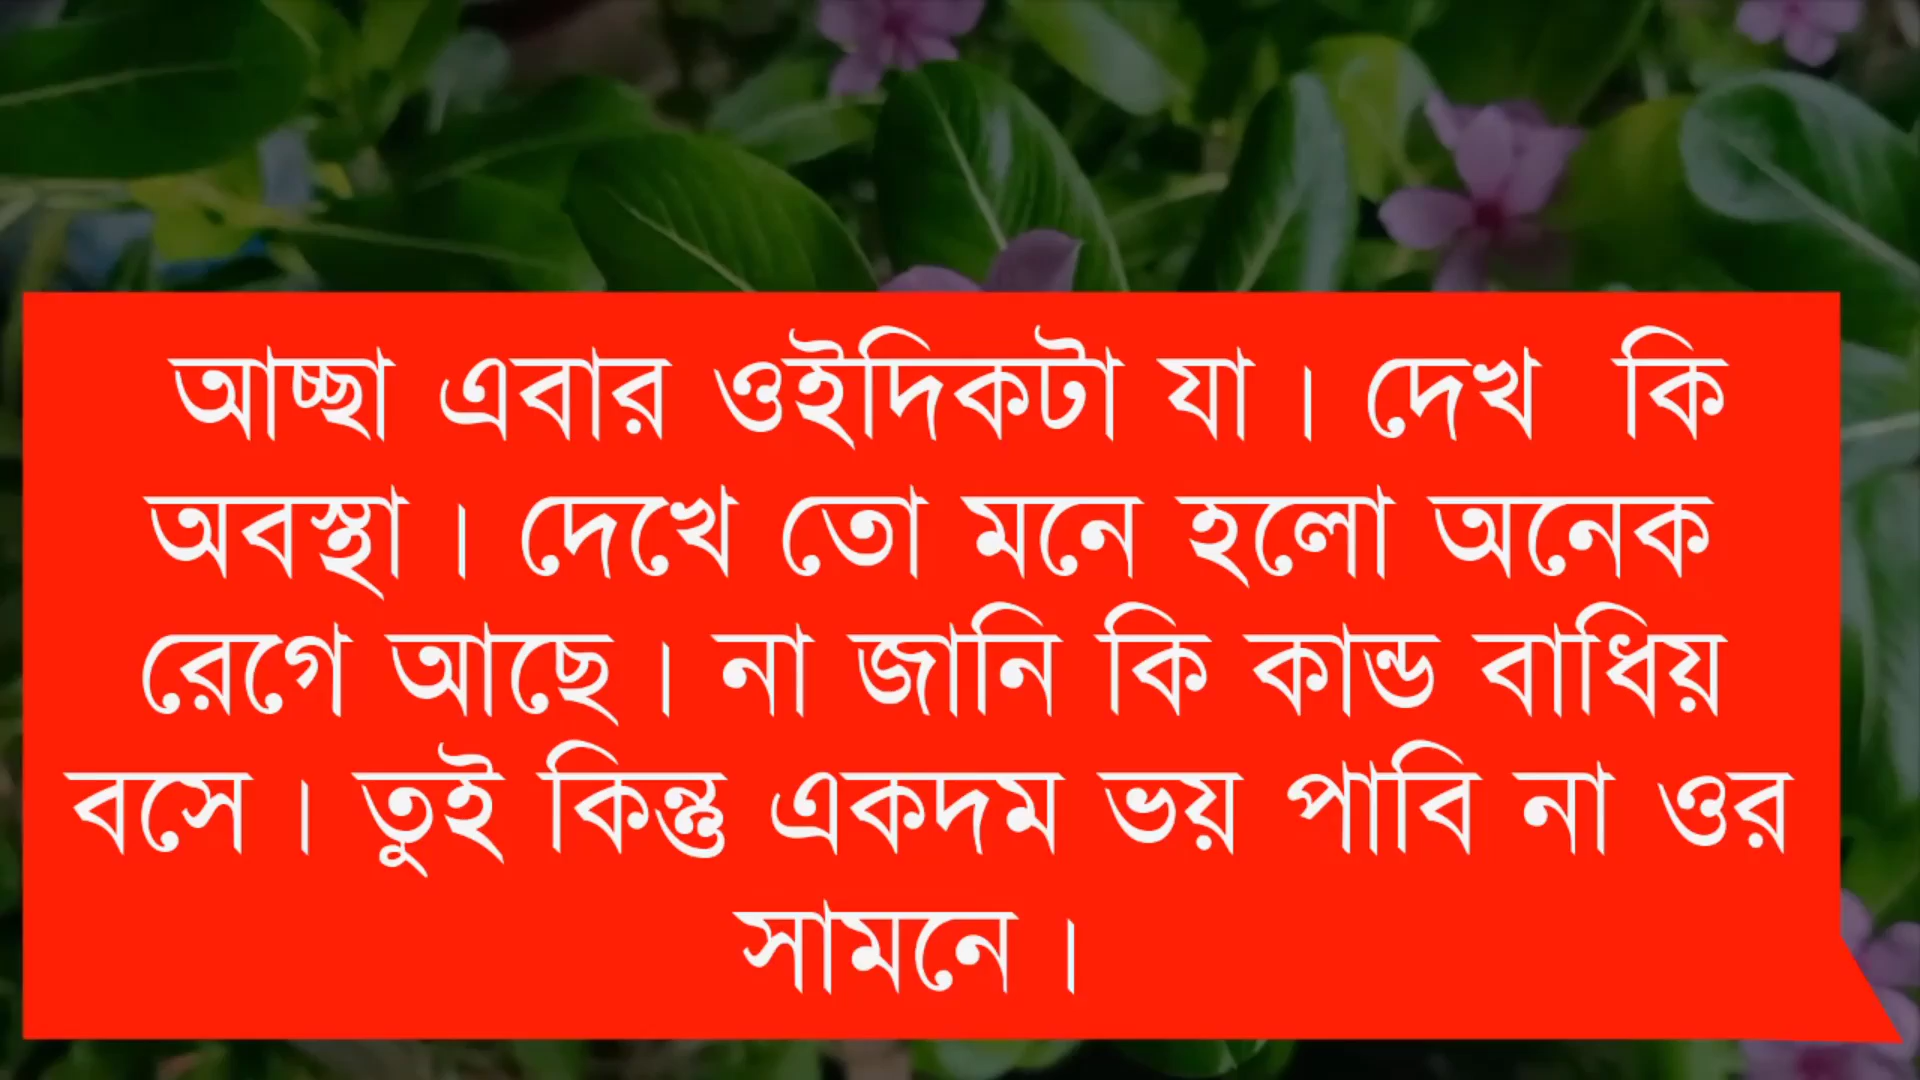 আচ্ছা এবার ওইদিকটা যা। দেখ কি
অবস্থা। দেখে তো মনে হলো অনেক
রেগে আছে। না জানি কি কান্ড বাধিয়
বসে। তুই কিন্তু একদম ভয় পাবি না ওর
সামনে।